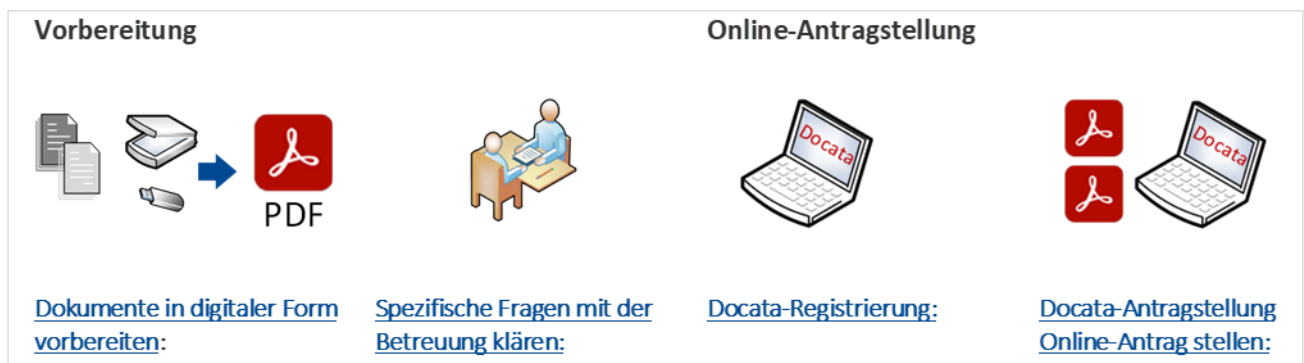 Vorbereitung
Online-Antragstellung
PDF
Docata
Docata
Dokumente in digitaler Form
vorbereiten:
Spezifische Fragen mit der
Betreuung klären:
Docata-Registrierung:
Docata-Antragstellung
Online-Antrag stellen: